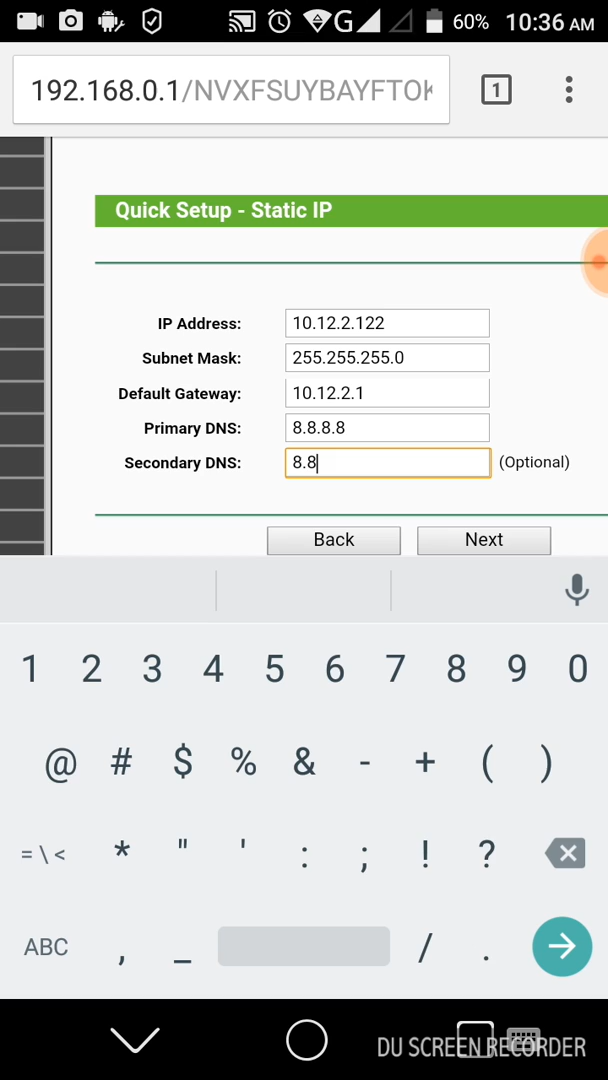 G 60% 10:36 AM
192.168.0.1/NVXFSUYBAYFTOK
1
Quick Setup - Static IP
IP Address: 10.12.2.122
Subnet Mask: 255.255.255.0
Default Gateway: 10.12.2.1
Primary DNS: 8.8.8.8
Secondary DNS: 8.8 (Optional)
Back Next
1 2 3 4 5 6 7 8 9 0
@ # $ % & - + ( )
= \ < * " ' : ; ! ?
ABC , _ / .
DU SCREEN RECORDER